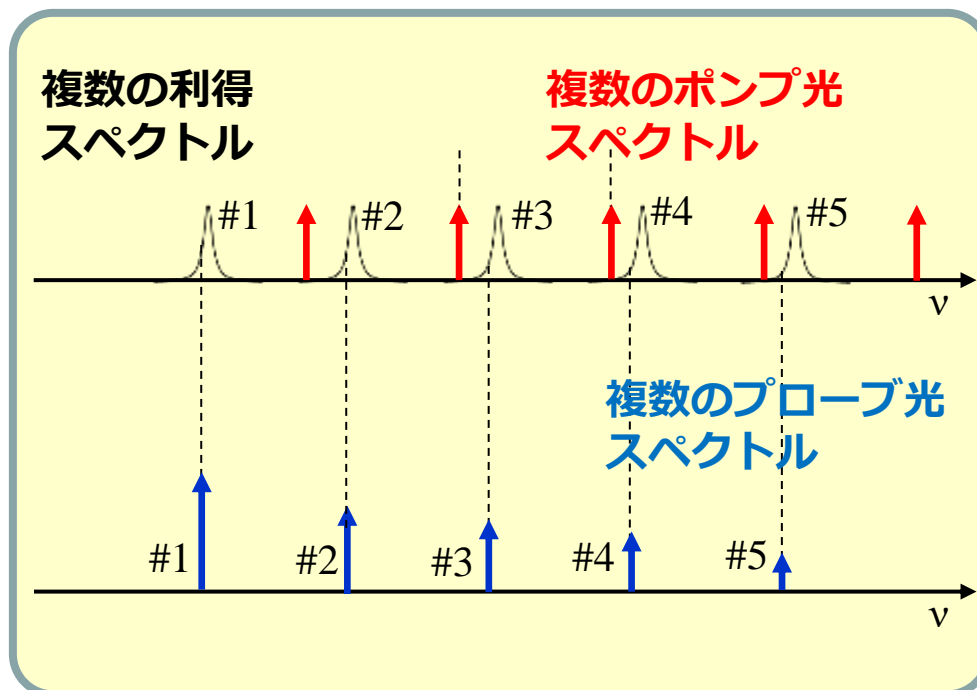 複数の利得
スペクトル
複数のポンプ光
スペクトル
#1
#2
#3
#4
#5
ν
複数のプローブ光
スペクトル
#1
#2
#3
#4
#5
ν